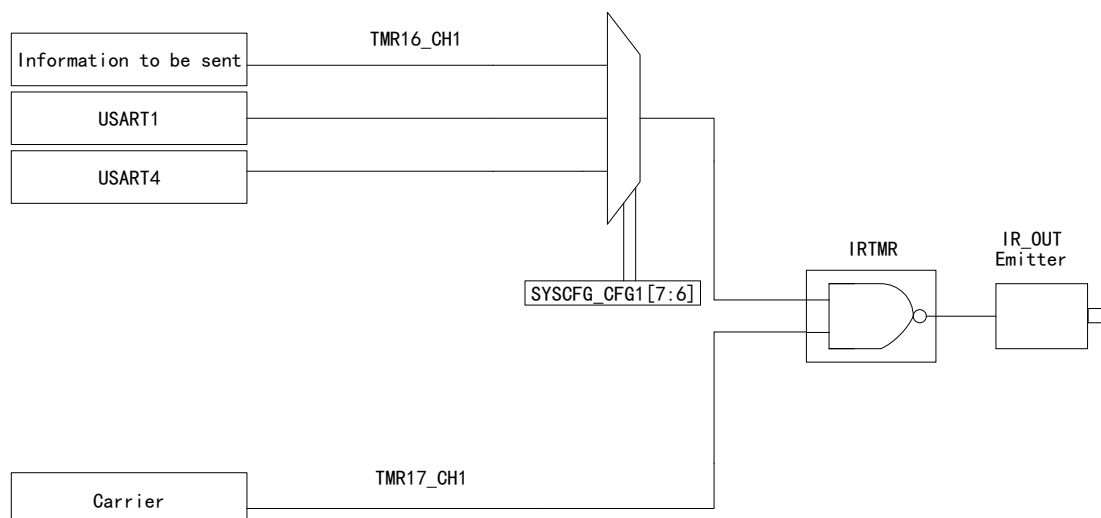 TMR16_CH1
Information to be sent
USART1
USART4
IRTMR
IR_OUT
Emitter
SYSCFG_CFG1[7:6]
TMR17_CH1
Carrier